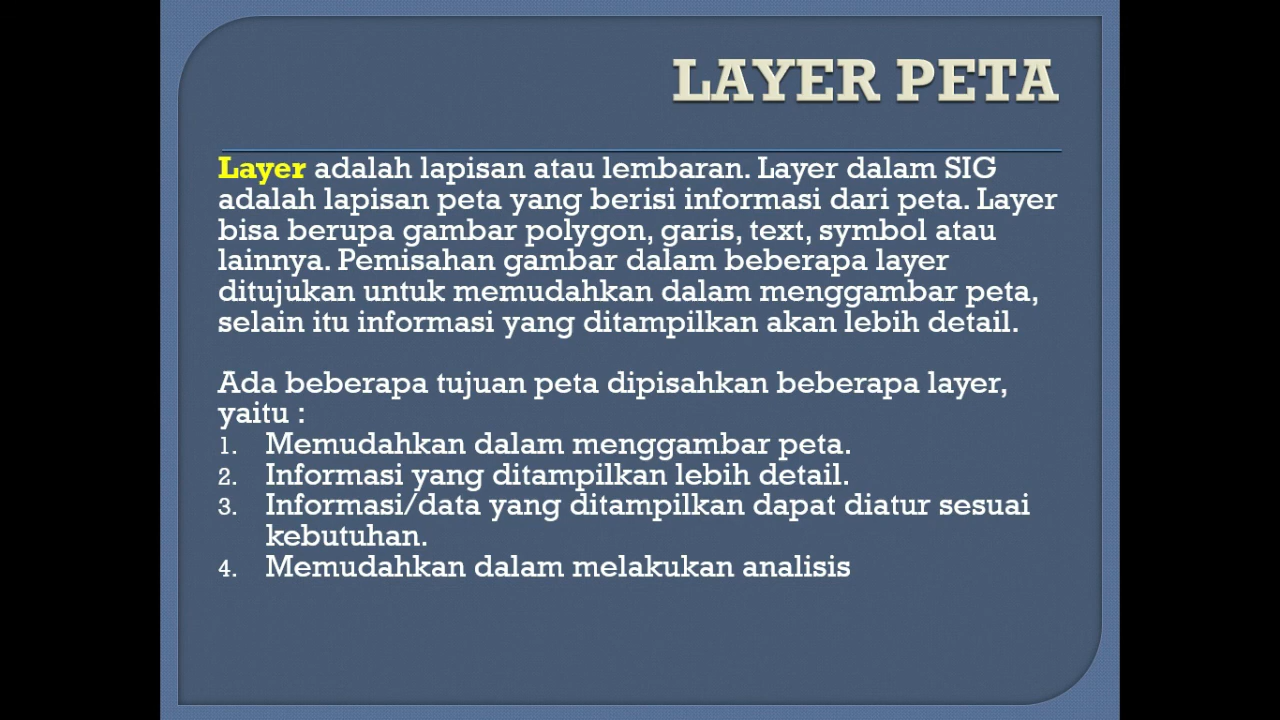 LAYER PETA
Layer adalah lapisan atau lembaran. Layer dalam SIG
adalah lapisan peta yang berisi informasi dari peta. Layer
bisa berupa gambar polygon, garis, text, symbol atau
lainnya. Pemisahan gambar dalam beberapa layer
ditujukan untuk memudahkan dalam menggambar peta,
selain itu informasi yang ditampilkan akan lebih detail.
Ada beberapa tujuan peta dipisahkan beberapa layer,
yaitu :
1. Memudahkan dalam menggambar peta.
2. Informasi yang ditampilkan lebih detail.
3. Informasi/data yang ditampilkan dapat diatur sesuai
kebutuhan.
4. Memudahkan dalam melakukan analisis